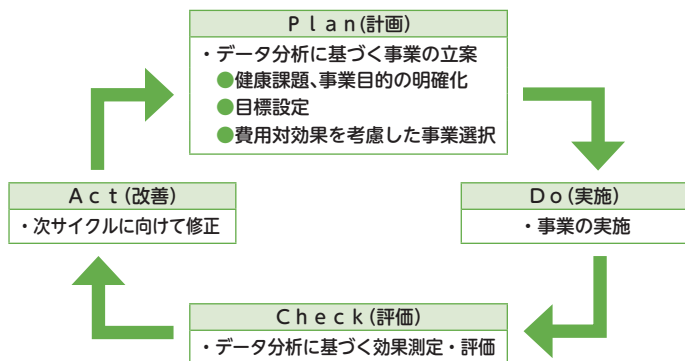 Plan(計画)
・データ分析に基づく事業の立案
●健康課題、事業目的の明確化
●目標設定
●費用対効果を考慮した事業選択
Act(改善)
・次サイクルに向けて修正
Do(実施)
・事業の実施
Check(評価)
・データ分析に基づく効果測定・評価